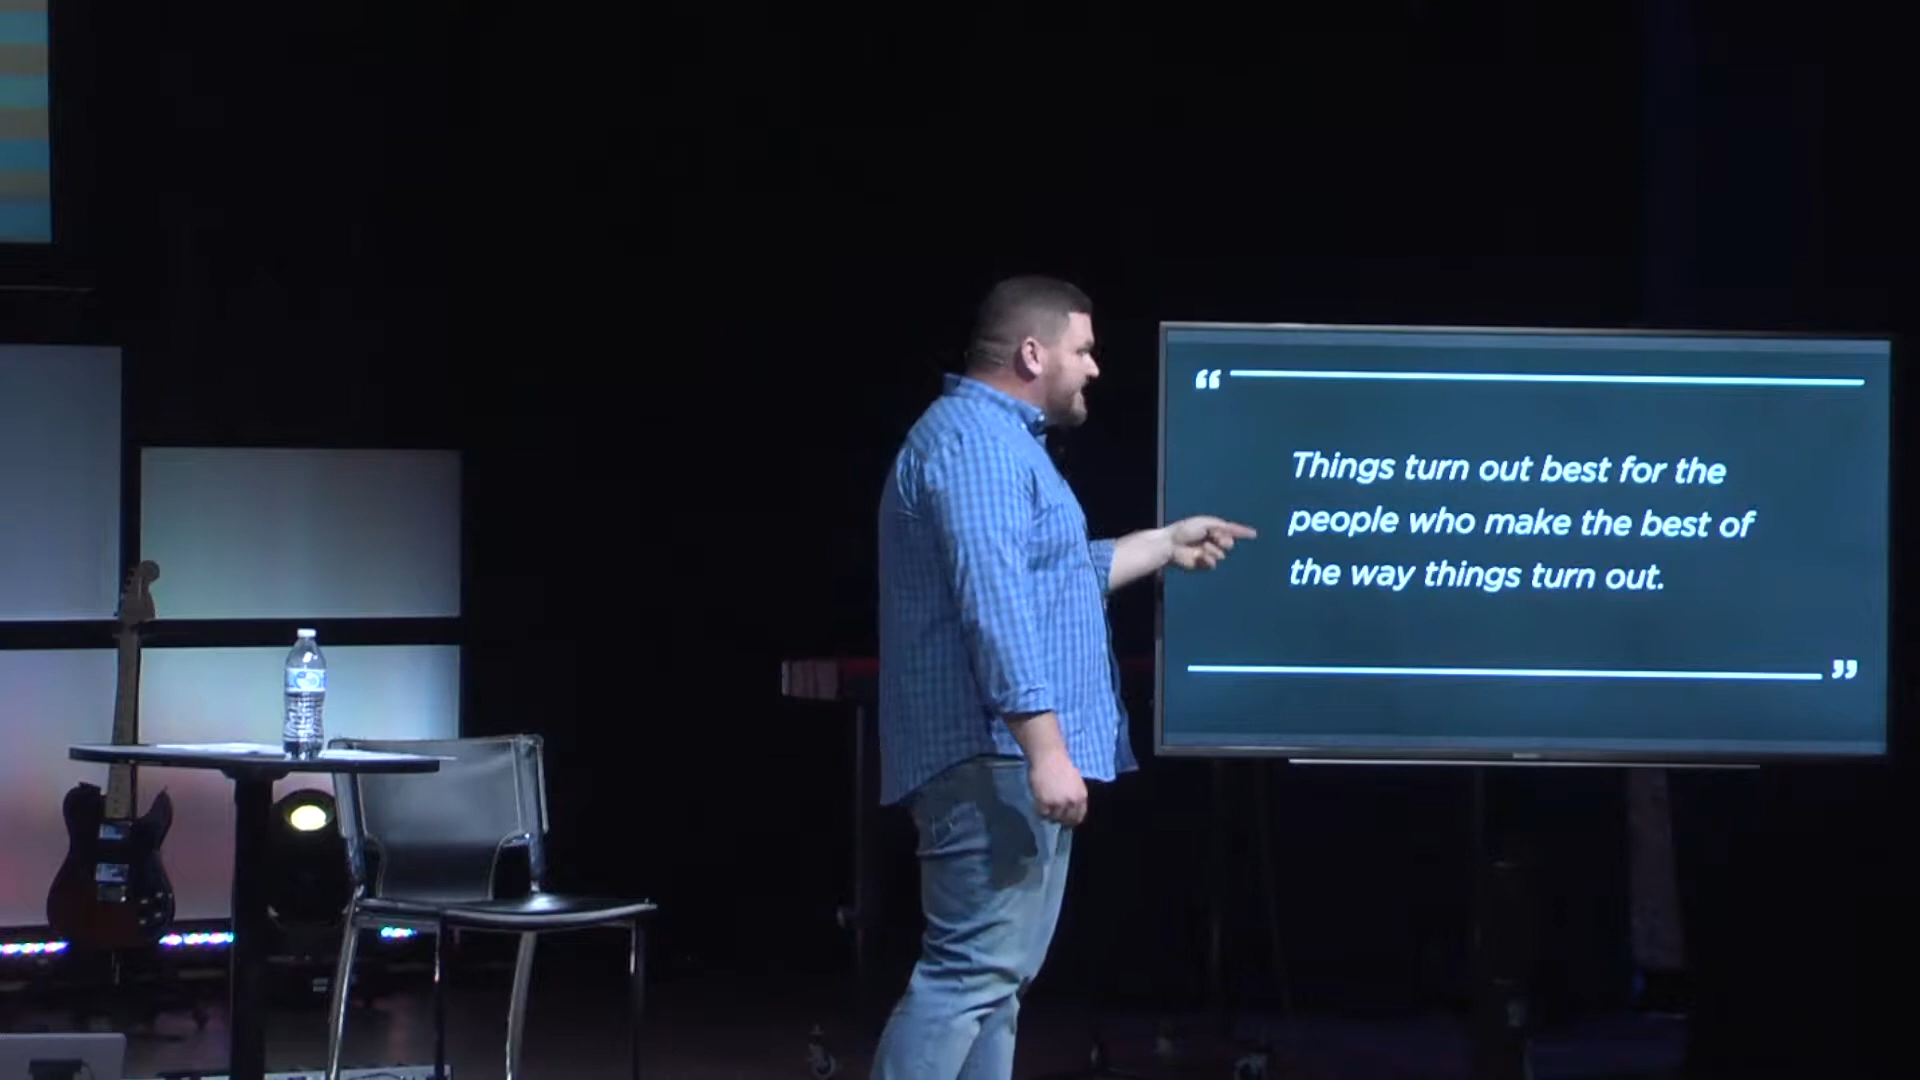 “
Things turn out best for the
people who make the best of
the way things turn out.
”